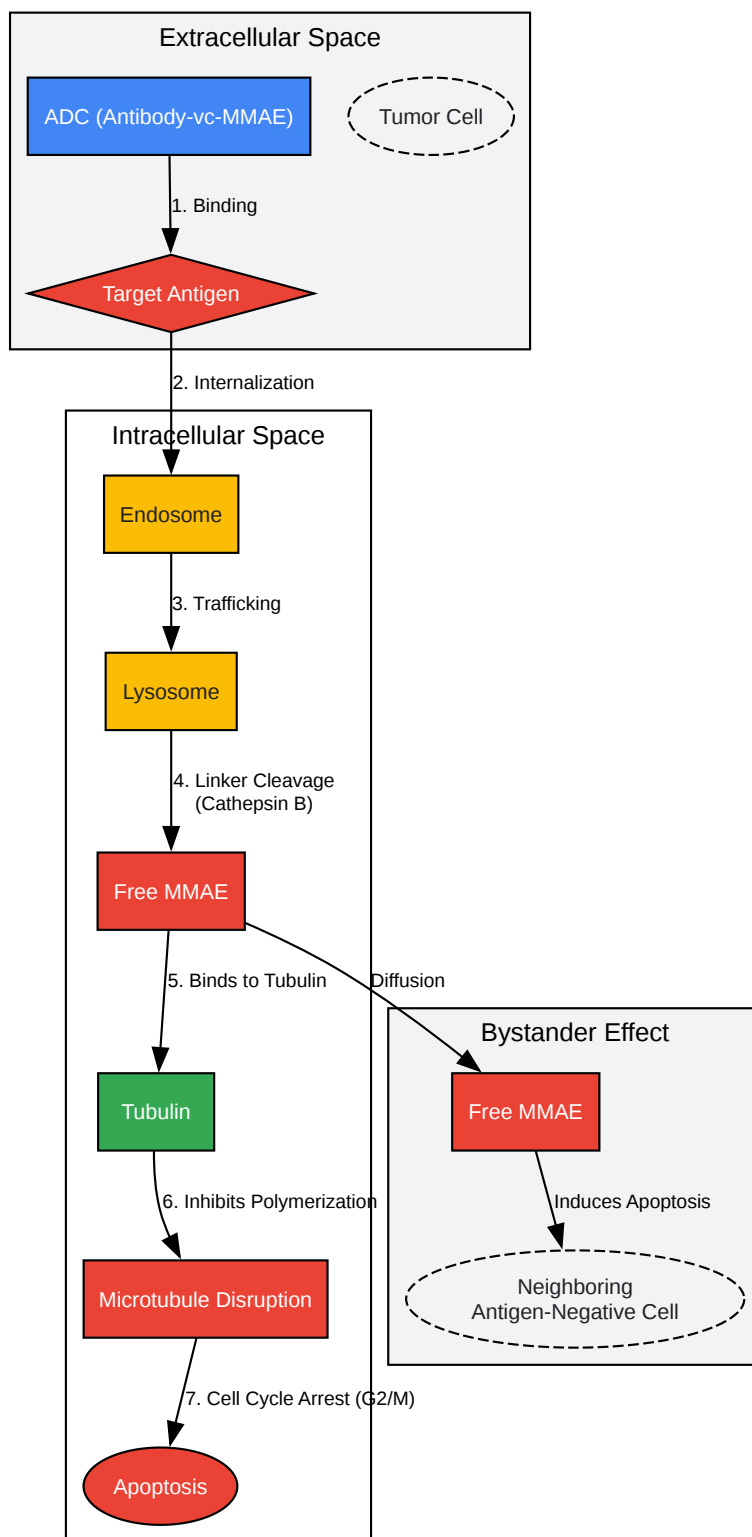 Extracellular Space
ADC (Antibody-vc-MMAE)
Tumor Cell
1. Binding
Target Antigen
2. Internalization
Intracellular Space
Endosome
3. Trafficking
Lysosome
4. Linker Cleavage
(Cathepsin B)
Free MMAE
5. Binds to Tubulin
Diffusion
Bystander Effect
Tubulin
Free MMAE
6. Inhibits Polymerization
Induces Apoptosis
Microtubule Disruption
Neighboring
Antigen-Negative Cell
7. Cell Cycle Arrest (G2/M)
Apoptosis